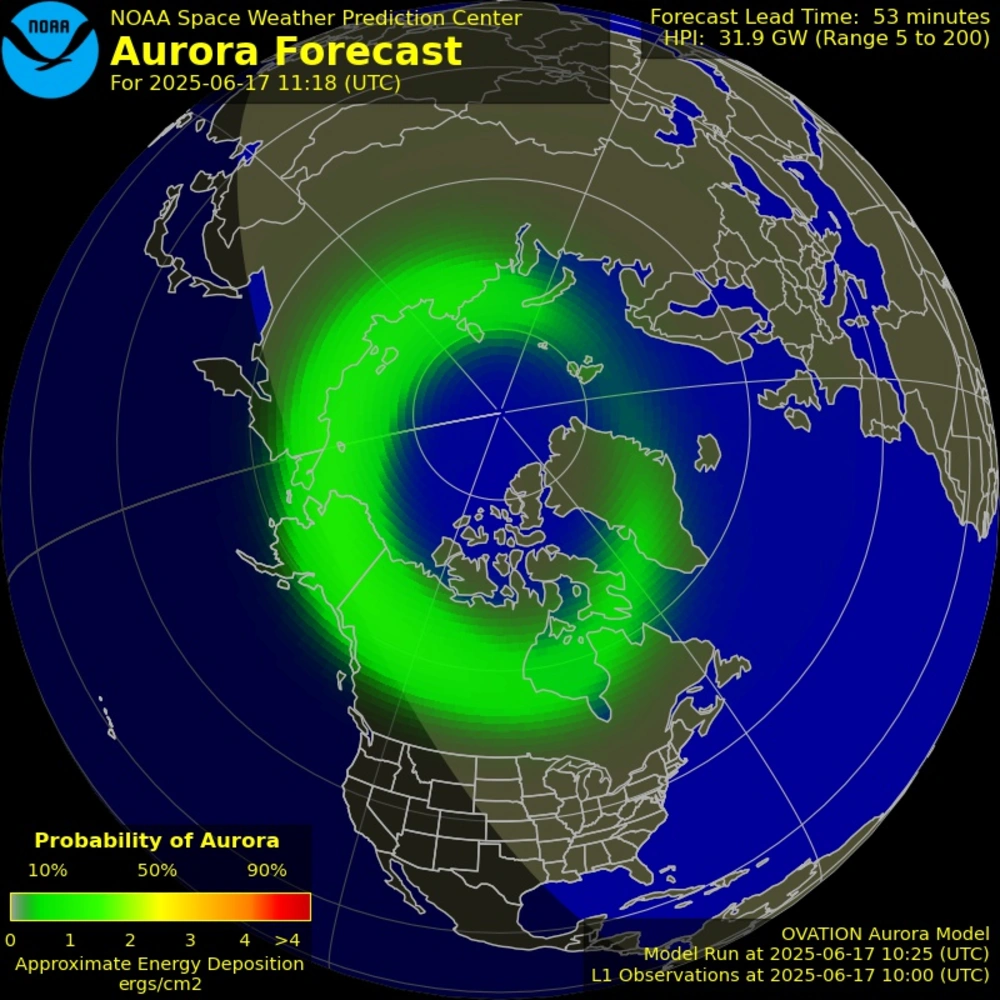 NOAA
NOAA Space Weather Prediction Center
Aurora Forecast
For 2025-06-17 11:18 (UTC)
Forecast Lead Time: 53 minutes
HPI: 31.9 GW (Range 5 to 200)
Probability of Aurora
10% 50% 90%
0 1 2 3 4 >4
Approximate Energy Deposition
ergs/cm2
OVATION Aurora Model
Model Run at 2025-06-17 10:25 (UTC)
L1 Observations at 2025-06-17 10:00 (UTC)